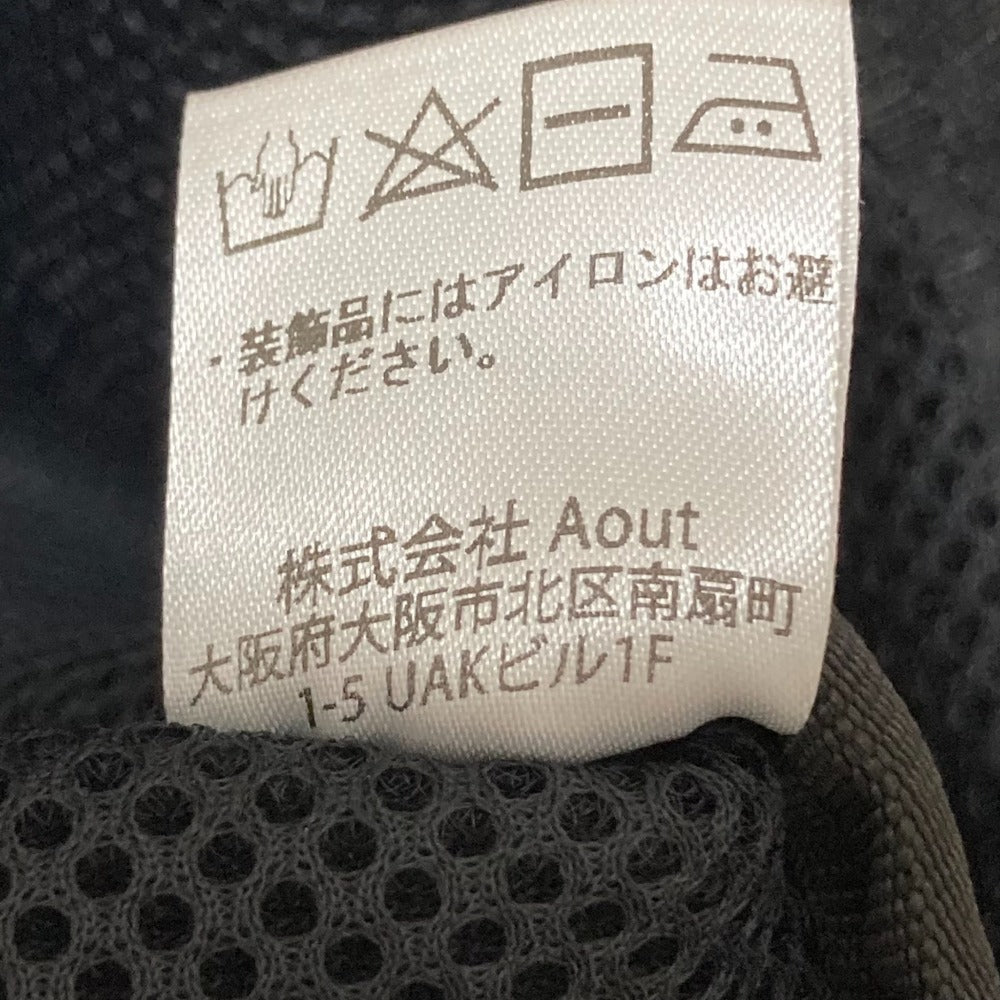 ・装飾品にはアイロンはお避
けください。
株式会社 Aout
大阪府大阪市北区南扇町
1-5 UAKビル1F